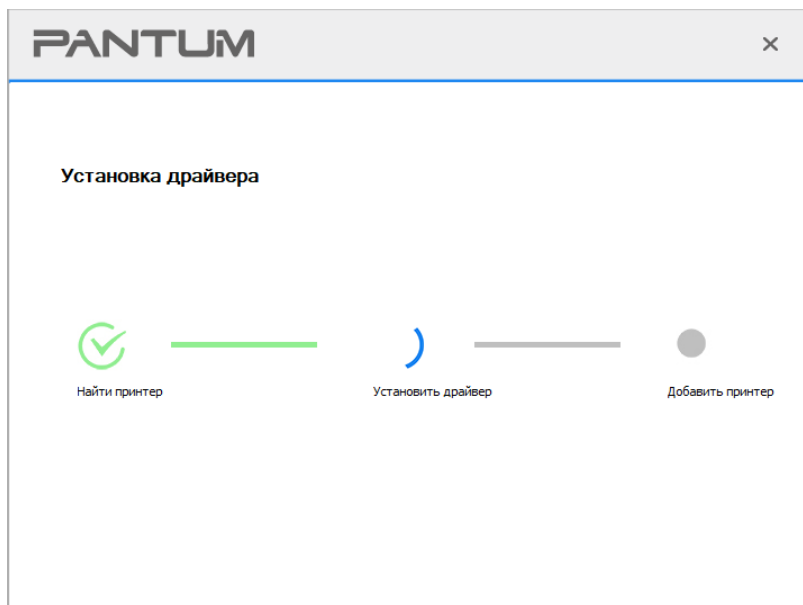 PANTUM
Установка драйвера
Найти принтер
Установить драйвер
Добавить принтер